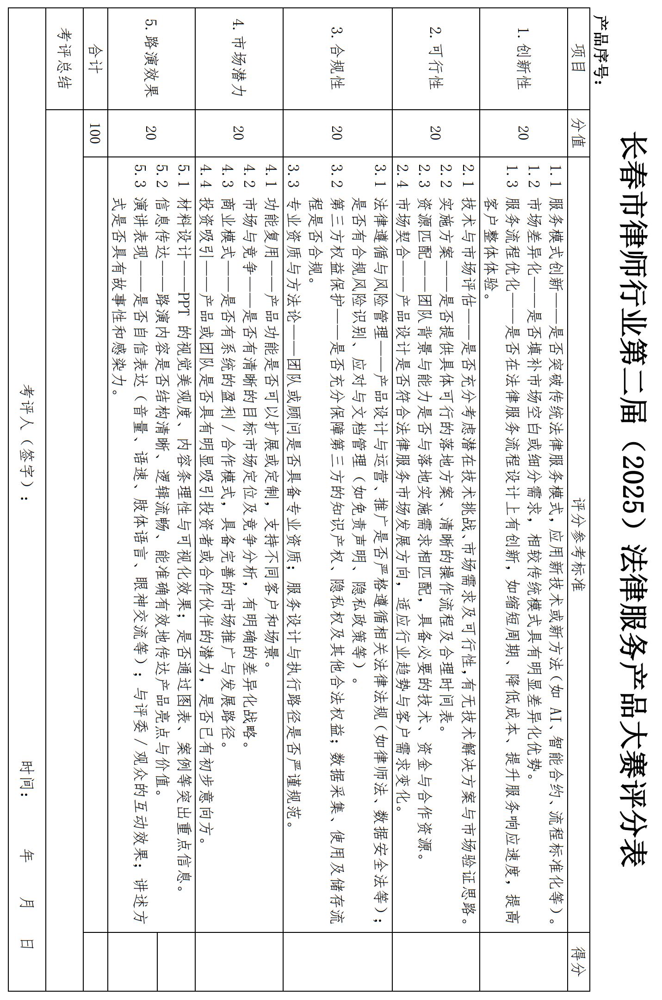 长春市律师行业第二届（2025）法律服务产品大赛评分表
产品序号:
项目 分值 评分参考标准 得分
1.创新性 20
1.1 服务模式创新——是否突破传统法律服务模式，应用新技术或新方法（如 AI、智能合约、流程标准化等）。
1.2 市场差异化——是否填补市场空白或细分需求，相较传统模式具有明显差异化优势。
1.3 服务流程优化——是否在法律服务流程设计上有创新，如缩短周期、降低成本、提升服务响应速度，提高
客户整体体验。
2.可行性 20
2.1 技术与市场评估——是否充分考虑潜在技术挑战、市场需求及可行性，有无技术解决方案与市场验证思路。
2.2 实施方案——是否提供具体可行的落地方案、清晰的操作流程及合理时间表。
2.3 资源匹配——团队背景与能力是否与落地实施需求相匹配，具备必要的技术、资金与合作资源。
2.4 市场契合——产品设计是否符合法律服务市场发展方向，适应行业趋势与客户需求变化。
3.合规性 20
3.1 法律遵循与风险管理——产品设计与运营、推广是否严格遵循相关法律法规（如律师法、数据安全法等）；
是否有合规风险识别、应对与文档管理（如免责声明、隐私政策等）。
3.2 第三方权益保护——是否充分保障第三方的知识产权、隐私权及其他合法权益；数据采集、使用及储存流
程是否合规。
3.3 专业资质与方法论——团队或顾问是否具备专业资质；服务设计与执行路径是否严谨规范。
4.市场潜力 20
4.1 功能复用——产品功能是否可以扩展或定制，支持不同客户和场景。
4.2 市场与竞争——是否有清晰的目标市场定位及竞争分析，有明确的差异化战略。
4.3 商业模式——是否有系统的盈利/合作模式，具备完善的市场推广与发展路径。
4.4 投资吸引——产品或团队是否具有明显吸引投资者或合作伙伴的潜力，是否已有初步意向方。
5.路演效果 20
5.1 材料设计——PPT 的视觉美观度、内容条理性与可视化效果；是否通过图表、案例等突出重点信息。
5.2 信息传达——路演内容是否结构清晰、逻辑流畅、能准确有效地传达产品亮点与价值。
5.3 演讲表现——是否自信表达（音量、语速、肢体语言、眼神交流等）；与评委/观众的互动效果；讲述方
式是否具有故事性和感染力。
合计 100
考评总结
考评人（签字）: 时间: 年 月 日